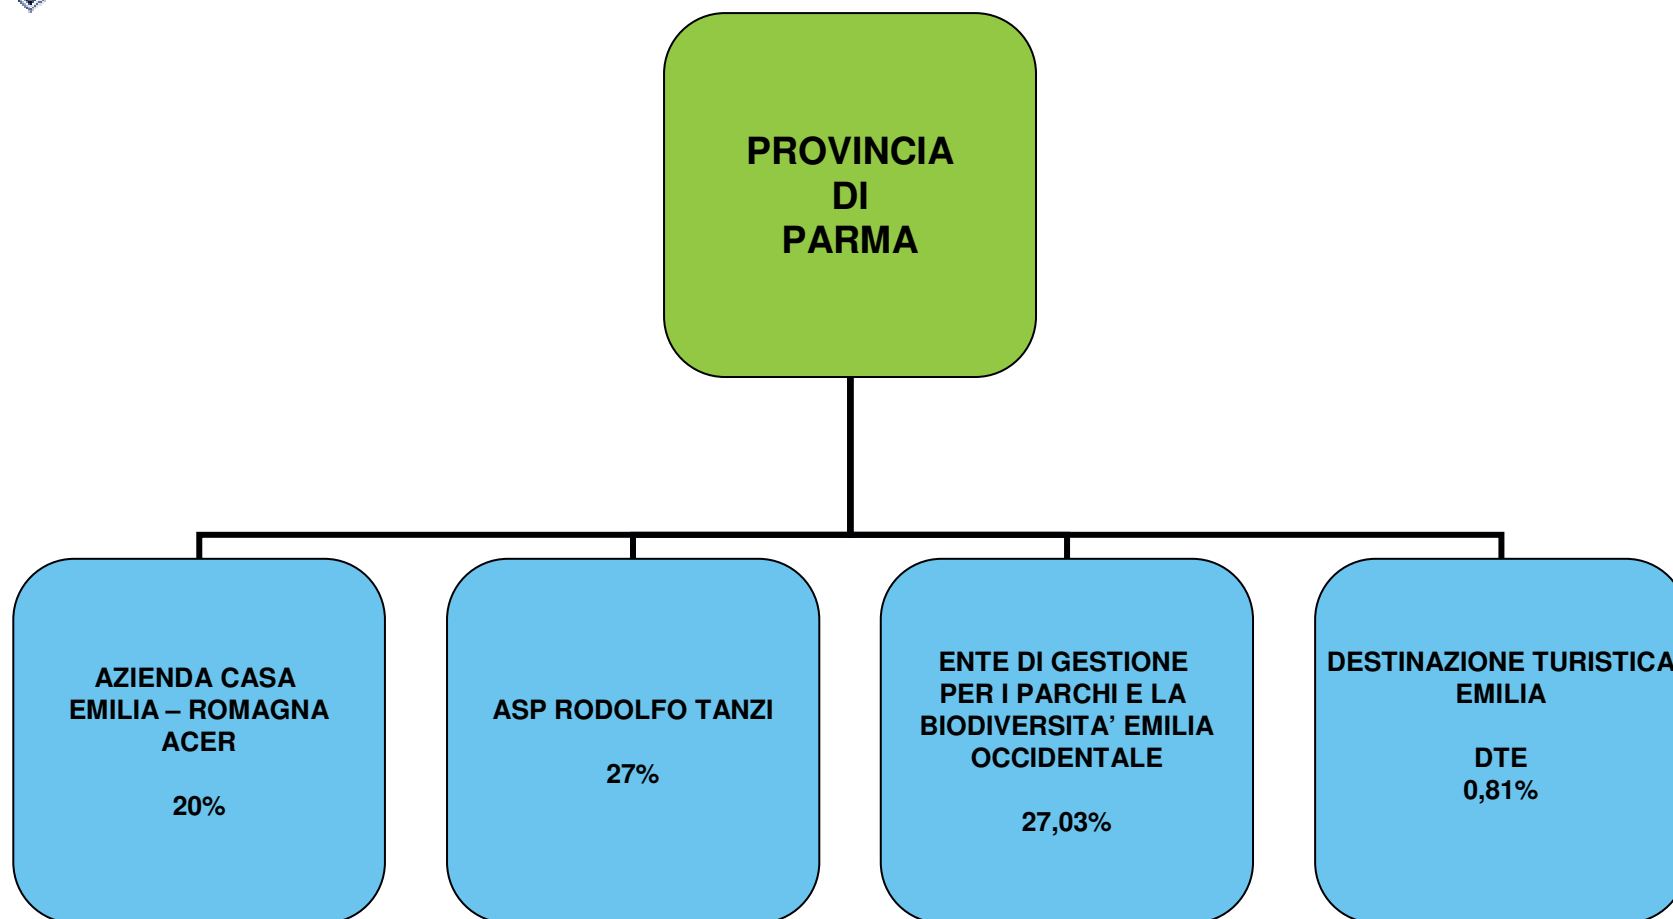 PROVINCIA
DI
PARMA
AZIENDA CASA
EMILIA – ROMAGNA
ACER
20%
ASP RODOLFO TANZI
27%
ENTE DI GESTIONE
PER I PARCHI E LA
BIODIVERSITA’ EMILIA
OCCIDENTALE
27,03%
DESTINAZIONE TURISTICA
EMILIA
DTE
0,81%